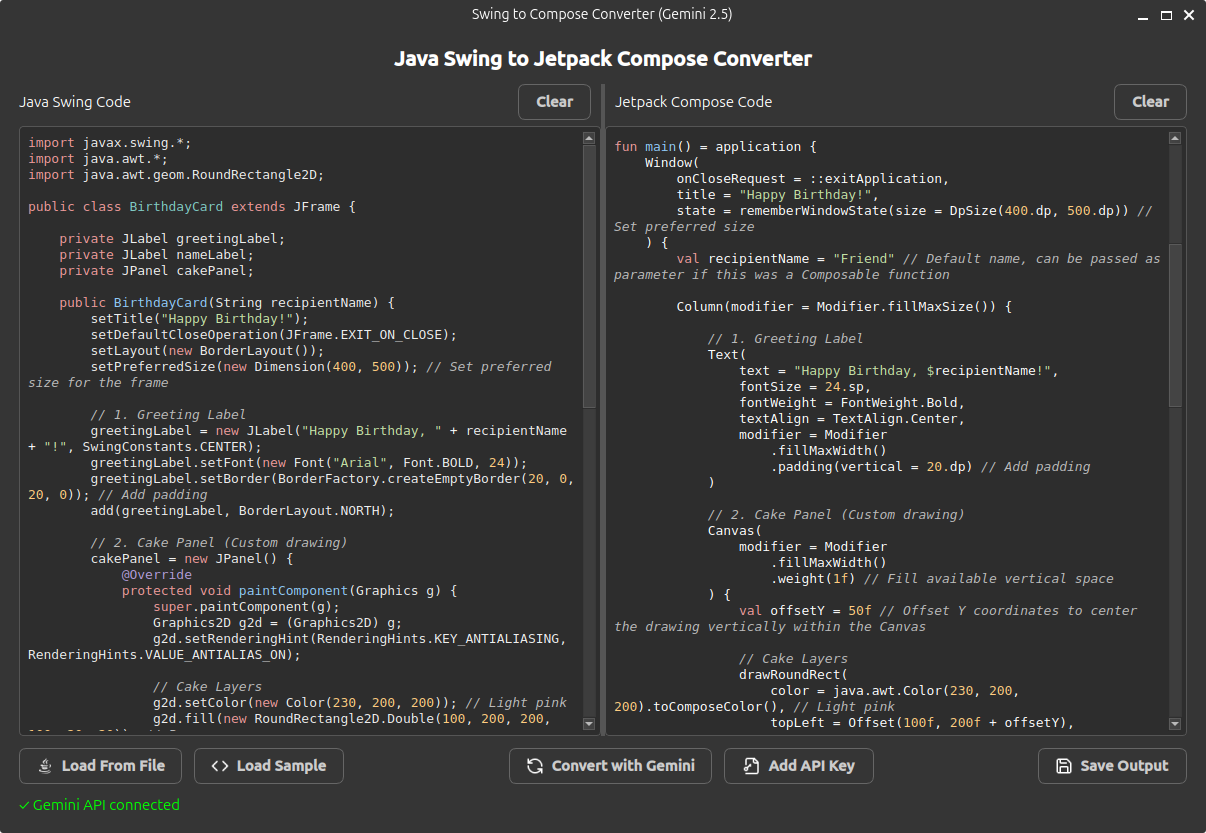 Swing to Compose Converter (Gemini 2.5)
Java Swing to Jetpack Compose Converter
Java Swing Code
Clear
import javax.swing.*;
import java.awt.*;
import java.awt.geom.RoundRectangle2D;
public class BirthdayCard extends JFrame {
private JLabel greetingLabel;
private JLabel nameLabel;
private JPanel cakePanel;
public BirthdayCard(String recipientName) {
setTitle("Happy Birthday!");
setDefaultCloseOperation(JFrame.EXIT_ON_CLOSE);
setLayout(new BorderLayout());
setPreferredSize(new Dimension(400, 500)); // Set preferred
size for the frame
// 1. Greeting Label
greetingLabel = new JLabel("Happy Birthday, " + recipientName
+ "!", SwingConstants.CENTER);
greetingLabel.setFont(new Font("Arial", Font.BOLD, 24));
greetingLabel.setBorder(BorderFactory.createEmptyBorder(20, 0,
20, 0)); // Add padding
add(greetingLabel, BorderLayout.NORTH);
// 2. Cake Panel (Custom drawing)
cakePanel = new JPanel() {
@Override
protected void paintComponent(Graphics g) {
super.paintComponent(g);
Graphics2D g2d = (Graphics2D) g;
g2d.setRenderingHint(RenderingHints.KEY_ANTIALIASING,
RenderingHints.VALUE_ANTIALIAS_ON);
// Cake Layers
g2d.setColor(new Color(230, 200, 200)); // Light pink
g2d.fill(new RoundRectangle2D.Double(100, 200, 200,
Jetpack Compose Code
Clear
fun main() = application {
Window(
onCloseRequest = ::exitApplication,
title = "Happy Birthday!",
state = rememberWindowState(size = DpSize(400.dp, 500.dp)) //
Set preferred size
) {
val recipientName = "Friend" // Default name, can be passed as
parameter if this was a Composable function
Column(modifier = Modifier.fillMaxSize()) {
// 1. Greeting Label
Text(
text = "Happy Birthday, $recipientName!",
fontSize = 24.sp,
fontWeight = FontWeight.Bold,
textAlign = TextAlign.Center,
modifier = Modifier
.fillMaxWidth()
.padding(vertical = 20.dp) // Add padding
)
// 2. Cake Panel (Custom drawing)
Canvas(
modifier = Modifier
.fillMaxWidth()
.weight(1f) // Fill available vertical space
) {
val offsetY = 50f // Offset Y coordinates to center
the drawing vertically within the Canvas
// Cake Layers
drawRoundRect(
color = java.awt.Color(230, 200,
200).toComposeColor(), // Light pink
topLeft = Offset(100f, 200f + offsetY),
Load From File
Load Sample
Convert with Gemini
Add API Key
Save Output
✓ Gemini API connected